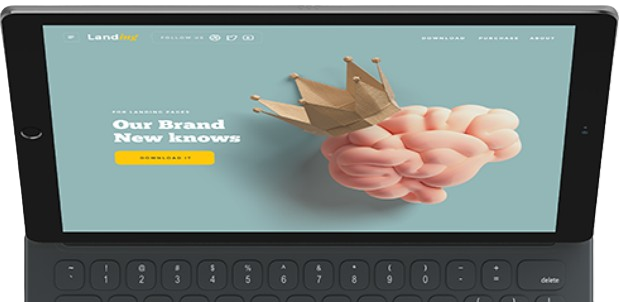 Landing
FOLLOW US
DOWNLOAD PURCHASE ABOUT
FOR LANDING PAGES
Our Brand
New knows
DOWNLOAD IT
~ ! @ # $ % ^ & * ( ) _ +
` 1 2 3 4 5 6 7 8 9 0 - = delete